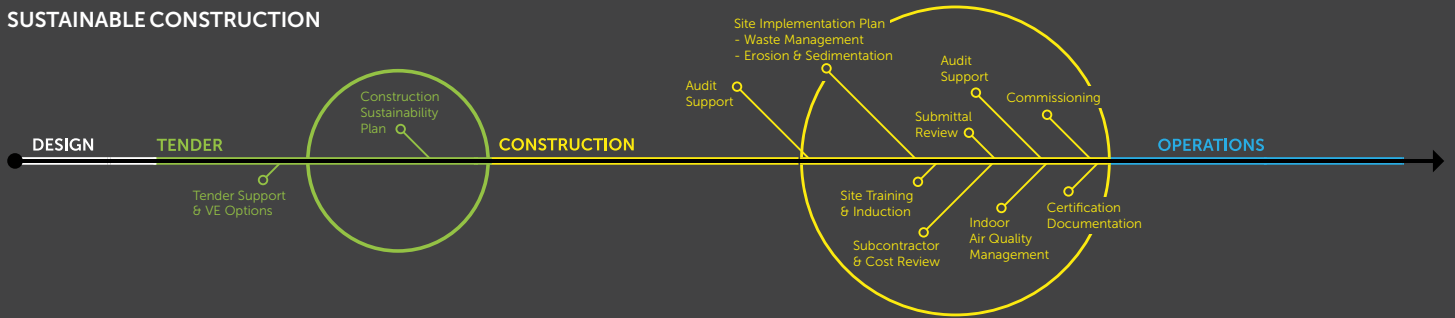 SUSTAINABLE CONSTRUCTION
DESIGN
TENDER
Tender Support
& VE Options
Construction
Sustainability
Plan
CONSTRUCTION
Audit
Support
Site Implementation Plan
- Waste Management
- Erosion & Sedimentation
Site Training
& Induction
Submittal
Review
Subcontractor
& Cost Review
Audit
Support
Indoor
Air Quality
Management
Commissioning
Certification
Documentation
OPERATIONS